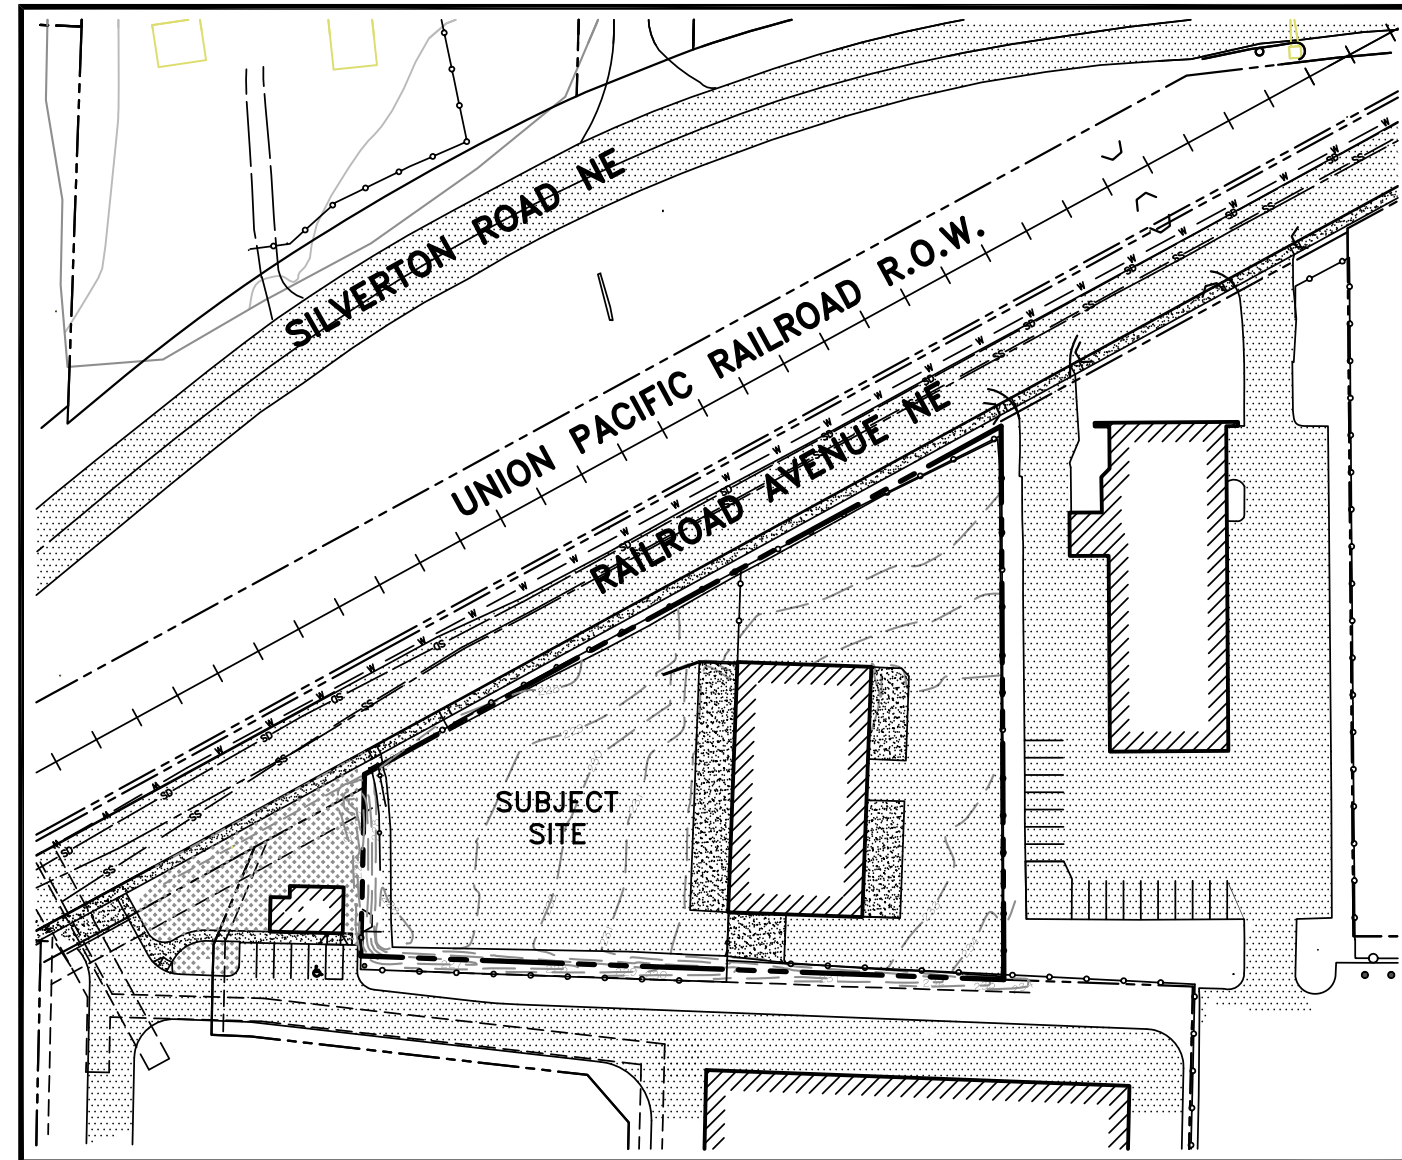 SILVERTON ROAD NE
UNION PACIFIC RAILROAD R.O.W.
RAILROAD AVENUE NE
SUBJECT
SITE